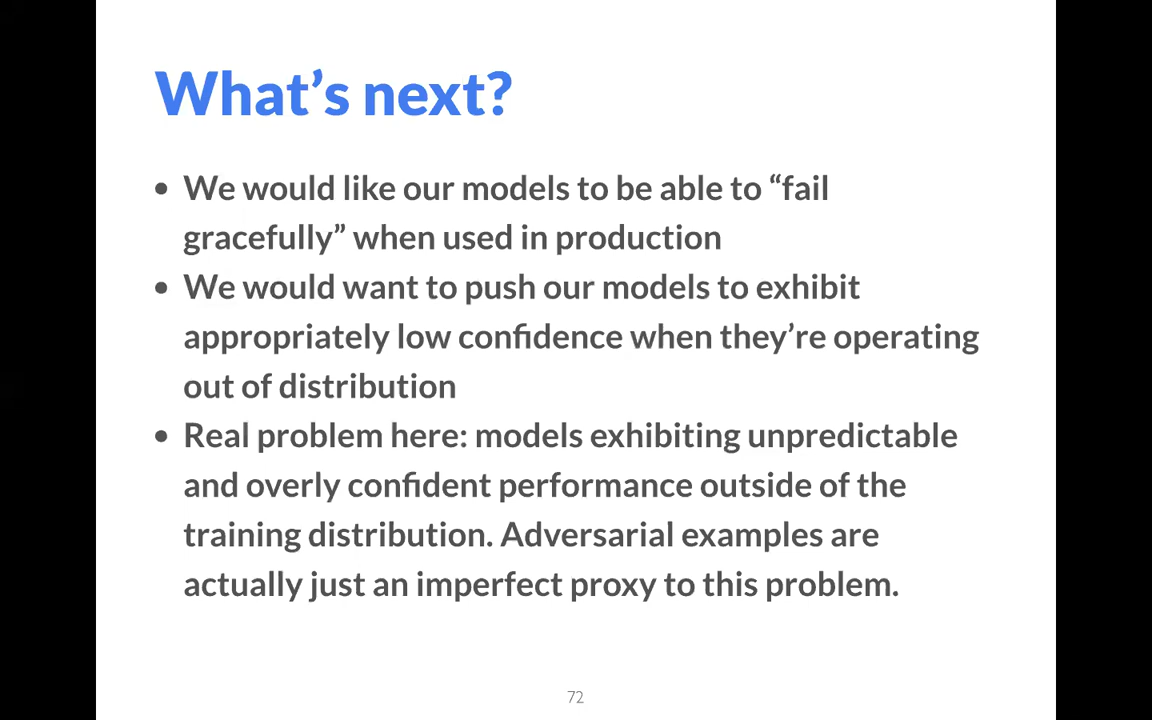 What’s next?
• We would like our models to be able to “fail
gracefully” when used in production
• We would want to push our models to exhibit
appropriately low confidence when they’re operating
out of distribution
• Real problem here: models exhibiting unpredictable
and overly confident performance outside of the
training distribution. Adversarial examples are
actually just an imperfect proxy to this problem.
72